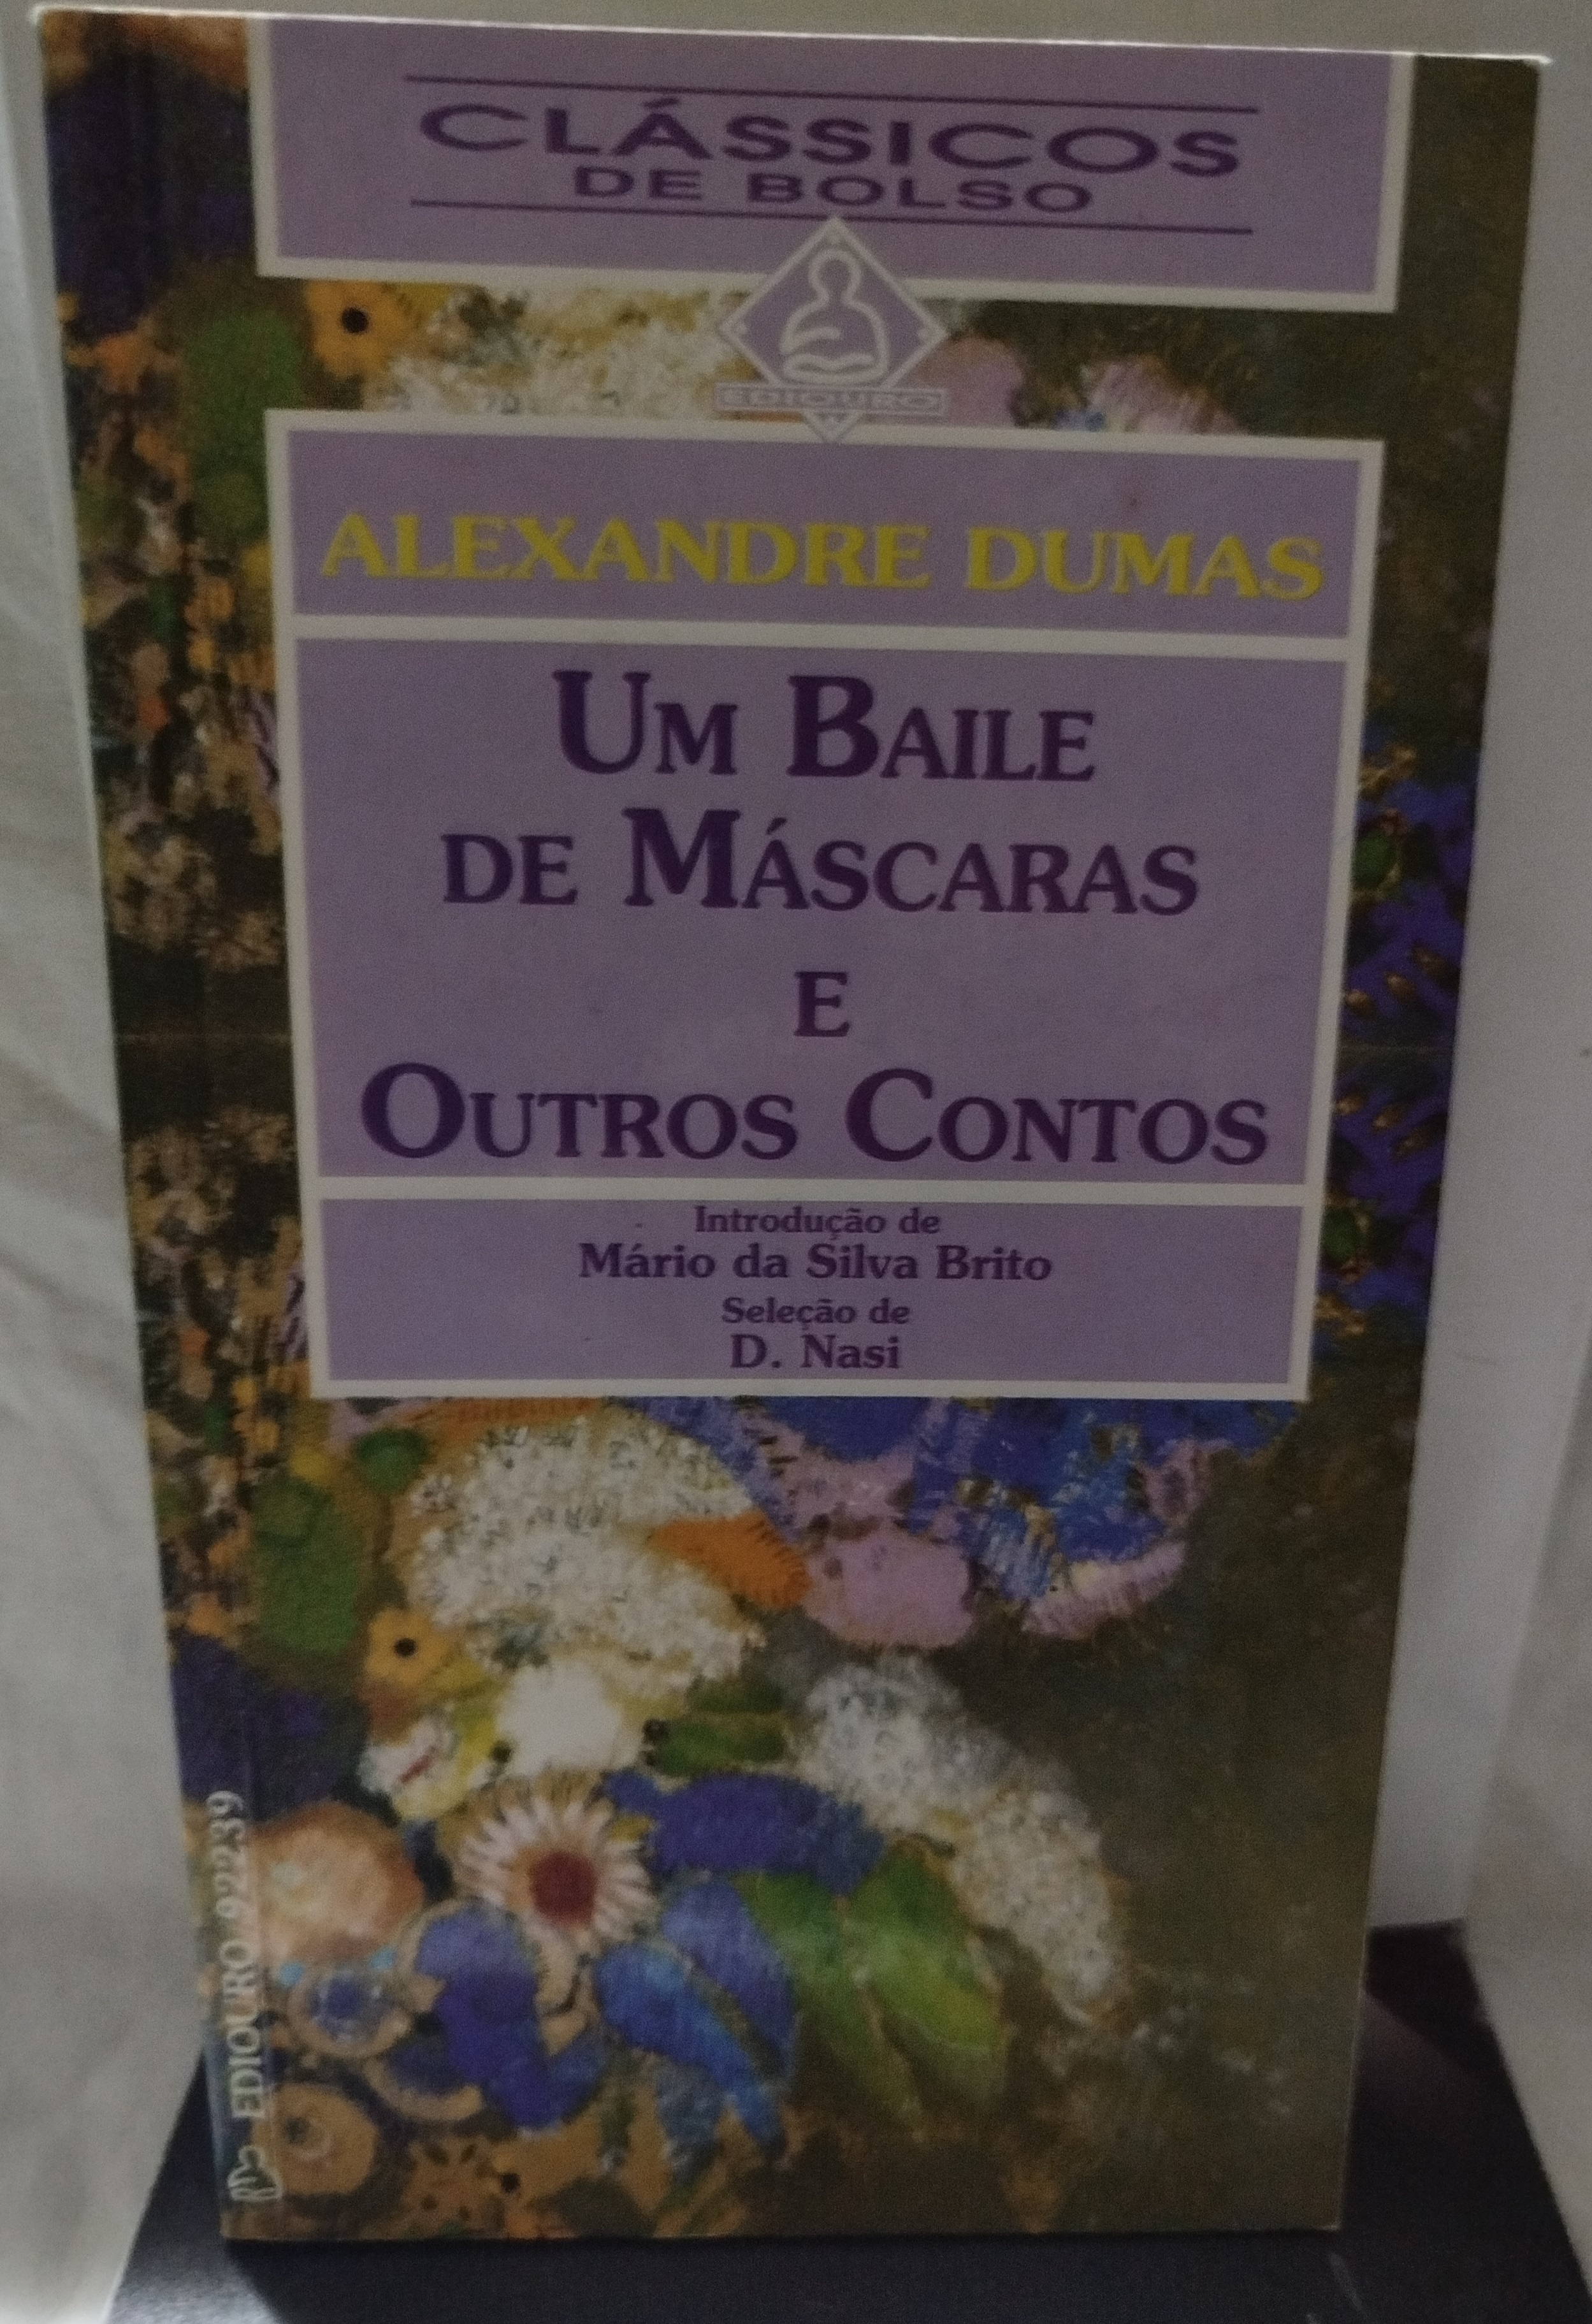 CLÁSSICOS
DE BOLSO
EDIOURO
ALEXANDRE DUMAS
UM BAILE
DE MÁSCARAS
E
OUTROS CONTOS
Introdução de
Mário da Silva Brito
Seleção de
D. Nasi
EDIOURO 92239